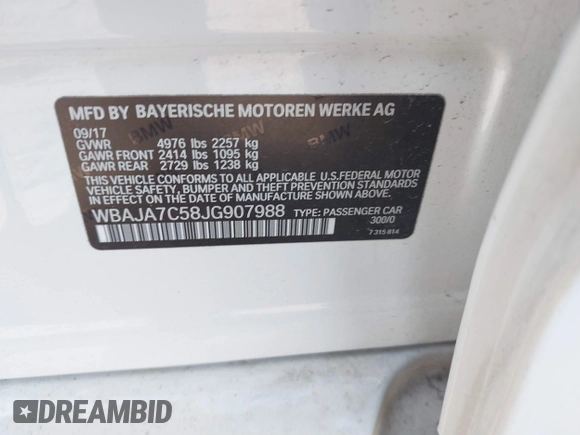 MFD BY BAYERISCHE MOTOREN WERKE AG
09/17
GVWR 4976 lbs 2257 kg
GAWR FRONT 2414 lbs 1095 kg
GAWR REAR 2729 lbs 1238 kg
THIS VEHICLE CONFORMS TO ALL APPLICABLE U.S.FEDERAL MOTOR
VEHICLE SAFETY, BUMPER AND THEFT PREVENTION STANDARDS
IN EFFECT ON THE DATE OF MANUFACTURE SHOWN ABOVE.
WBAJA7C58JG907988 TYPE: PASSENGER CAR
300/0
7 315 814
BMW BMW
DREAMBID